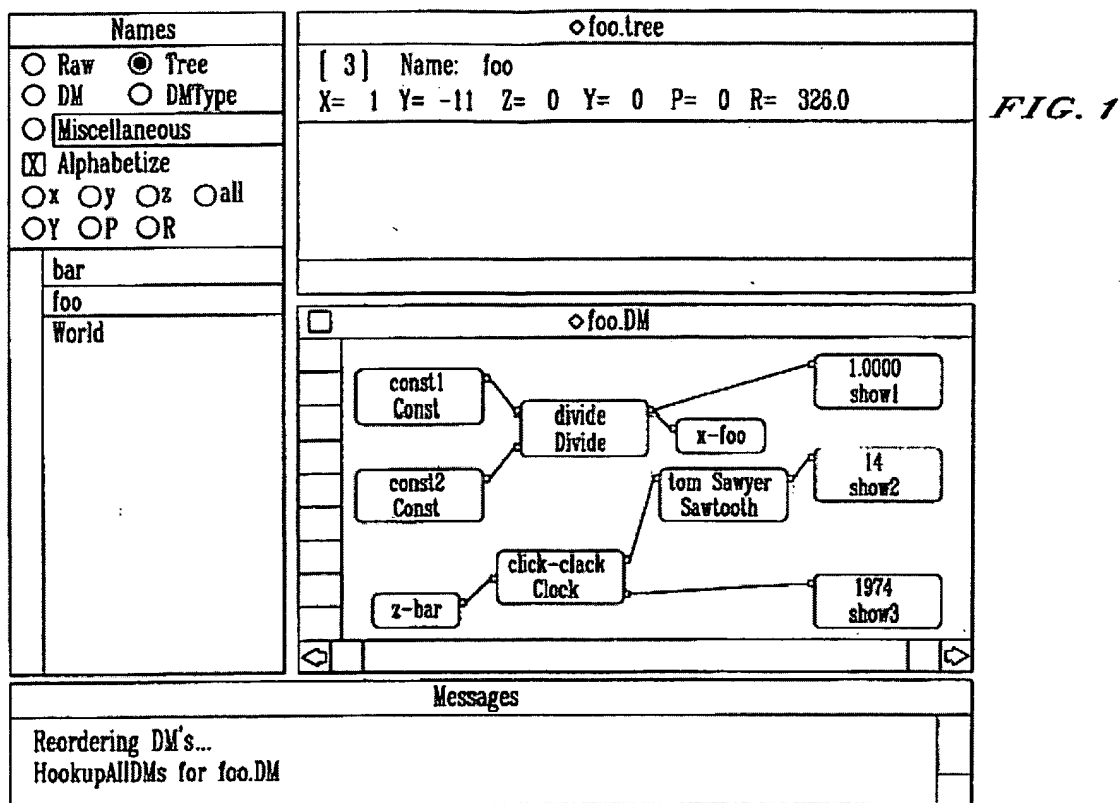 Names
Raw Tree
DM DMType
Miscellaneous
[X] Alphabetize
x y z all
Y P R
bar
foo
World
◇foo.tree
[ 3 ] Name: foo
X= 1 Y= -11 Z= 0 Y= 0 P= 0 R= 326.0
FIG. 1
◇foo.DM
const1
Const
const2
Const
divide
Divide
x-foo
1.0000
show1
tom Sawyer
Sawtooth
14
show2
click-clack
Clock
z-bar
1974
show3
Messages
Reordering DM's...
HookupAllDMs for foo.DM